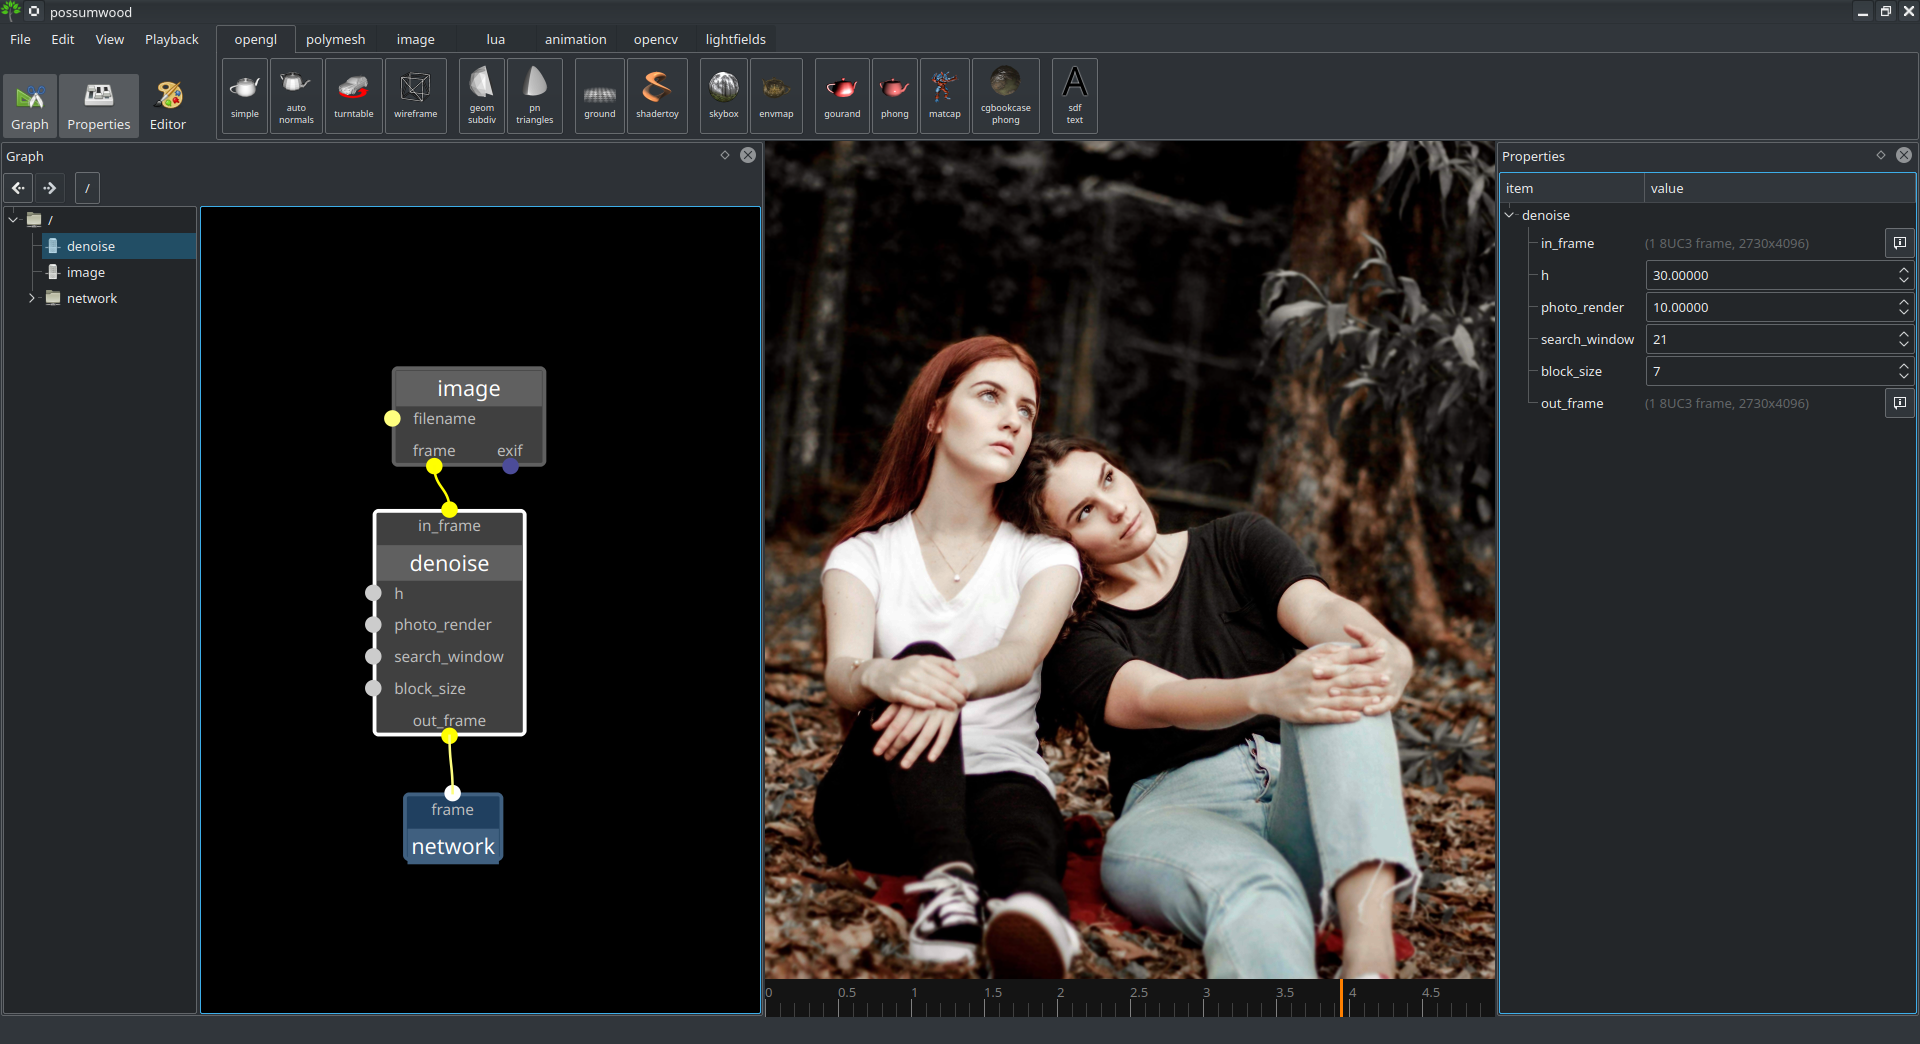 possumwood
File Edit View Playback
opengl polymesh image lua animation opencv lightfields
Graph Properties Editor
simple
auto
normals
turntable
wireframe
geom
subdiv
pn
triangles
ground
shadertoy
skybox
envmap
gourand
phong
matcap
cgbookcase
phong
A
sdf
text
Graph
/
/
denoise
image
network
image
filename
frame exif
in_frame
denoise
h
photo_render
search_window
block_size
out_frame
frame
network
0 0.5 1 1.5 2 2.5 3 3.5 4 4.5
Properties
item value
denoise
in_frame (1 8UC3 frame, 2730x4096)
h 30.00000
photo_render 10.00000
search_window 21
block_size 7
out_frame (1 8UC3 frame, 2730x4096)